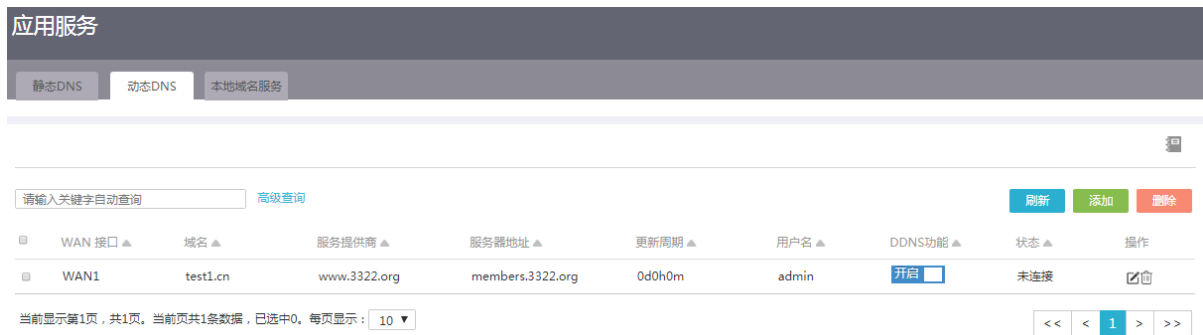 应用服务
静态DNS 动态DNS 本地域名服务
请输入关键字自动查询 高级查询 刷新 添加 删除
WAN 接口 域名 服务提供商 服务器地址 更新周期 用户名 DDNS功能 状态 操作
WAN1 test1.cn www.3322.org members.3322.org 0d0h0m admin 开启 未连接
当前显示第1页，共1页。当前页共1条数据，已选中0。每页显示： 10 << < 1 > >>